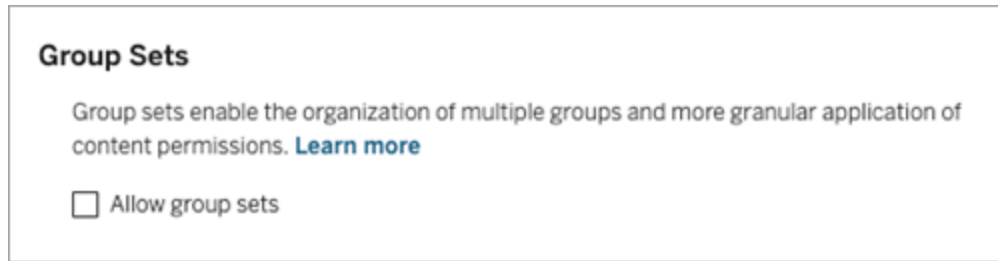 Group Sets
Group sets enable the organization of multiple groups and more granular application of
content permissions. Learn more
Allow group sets